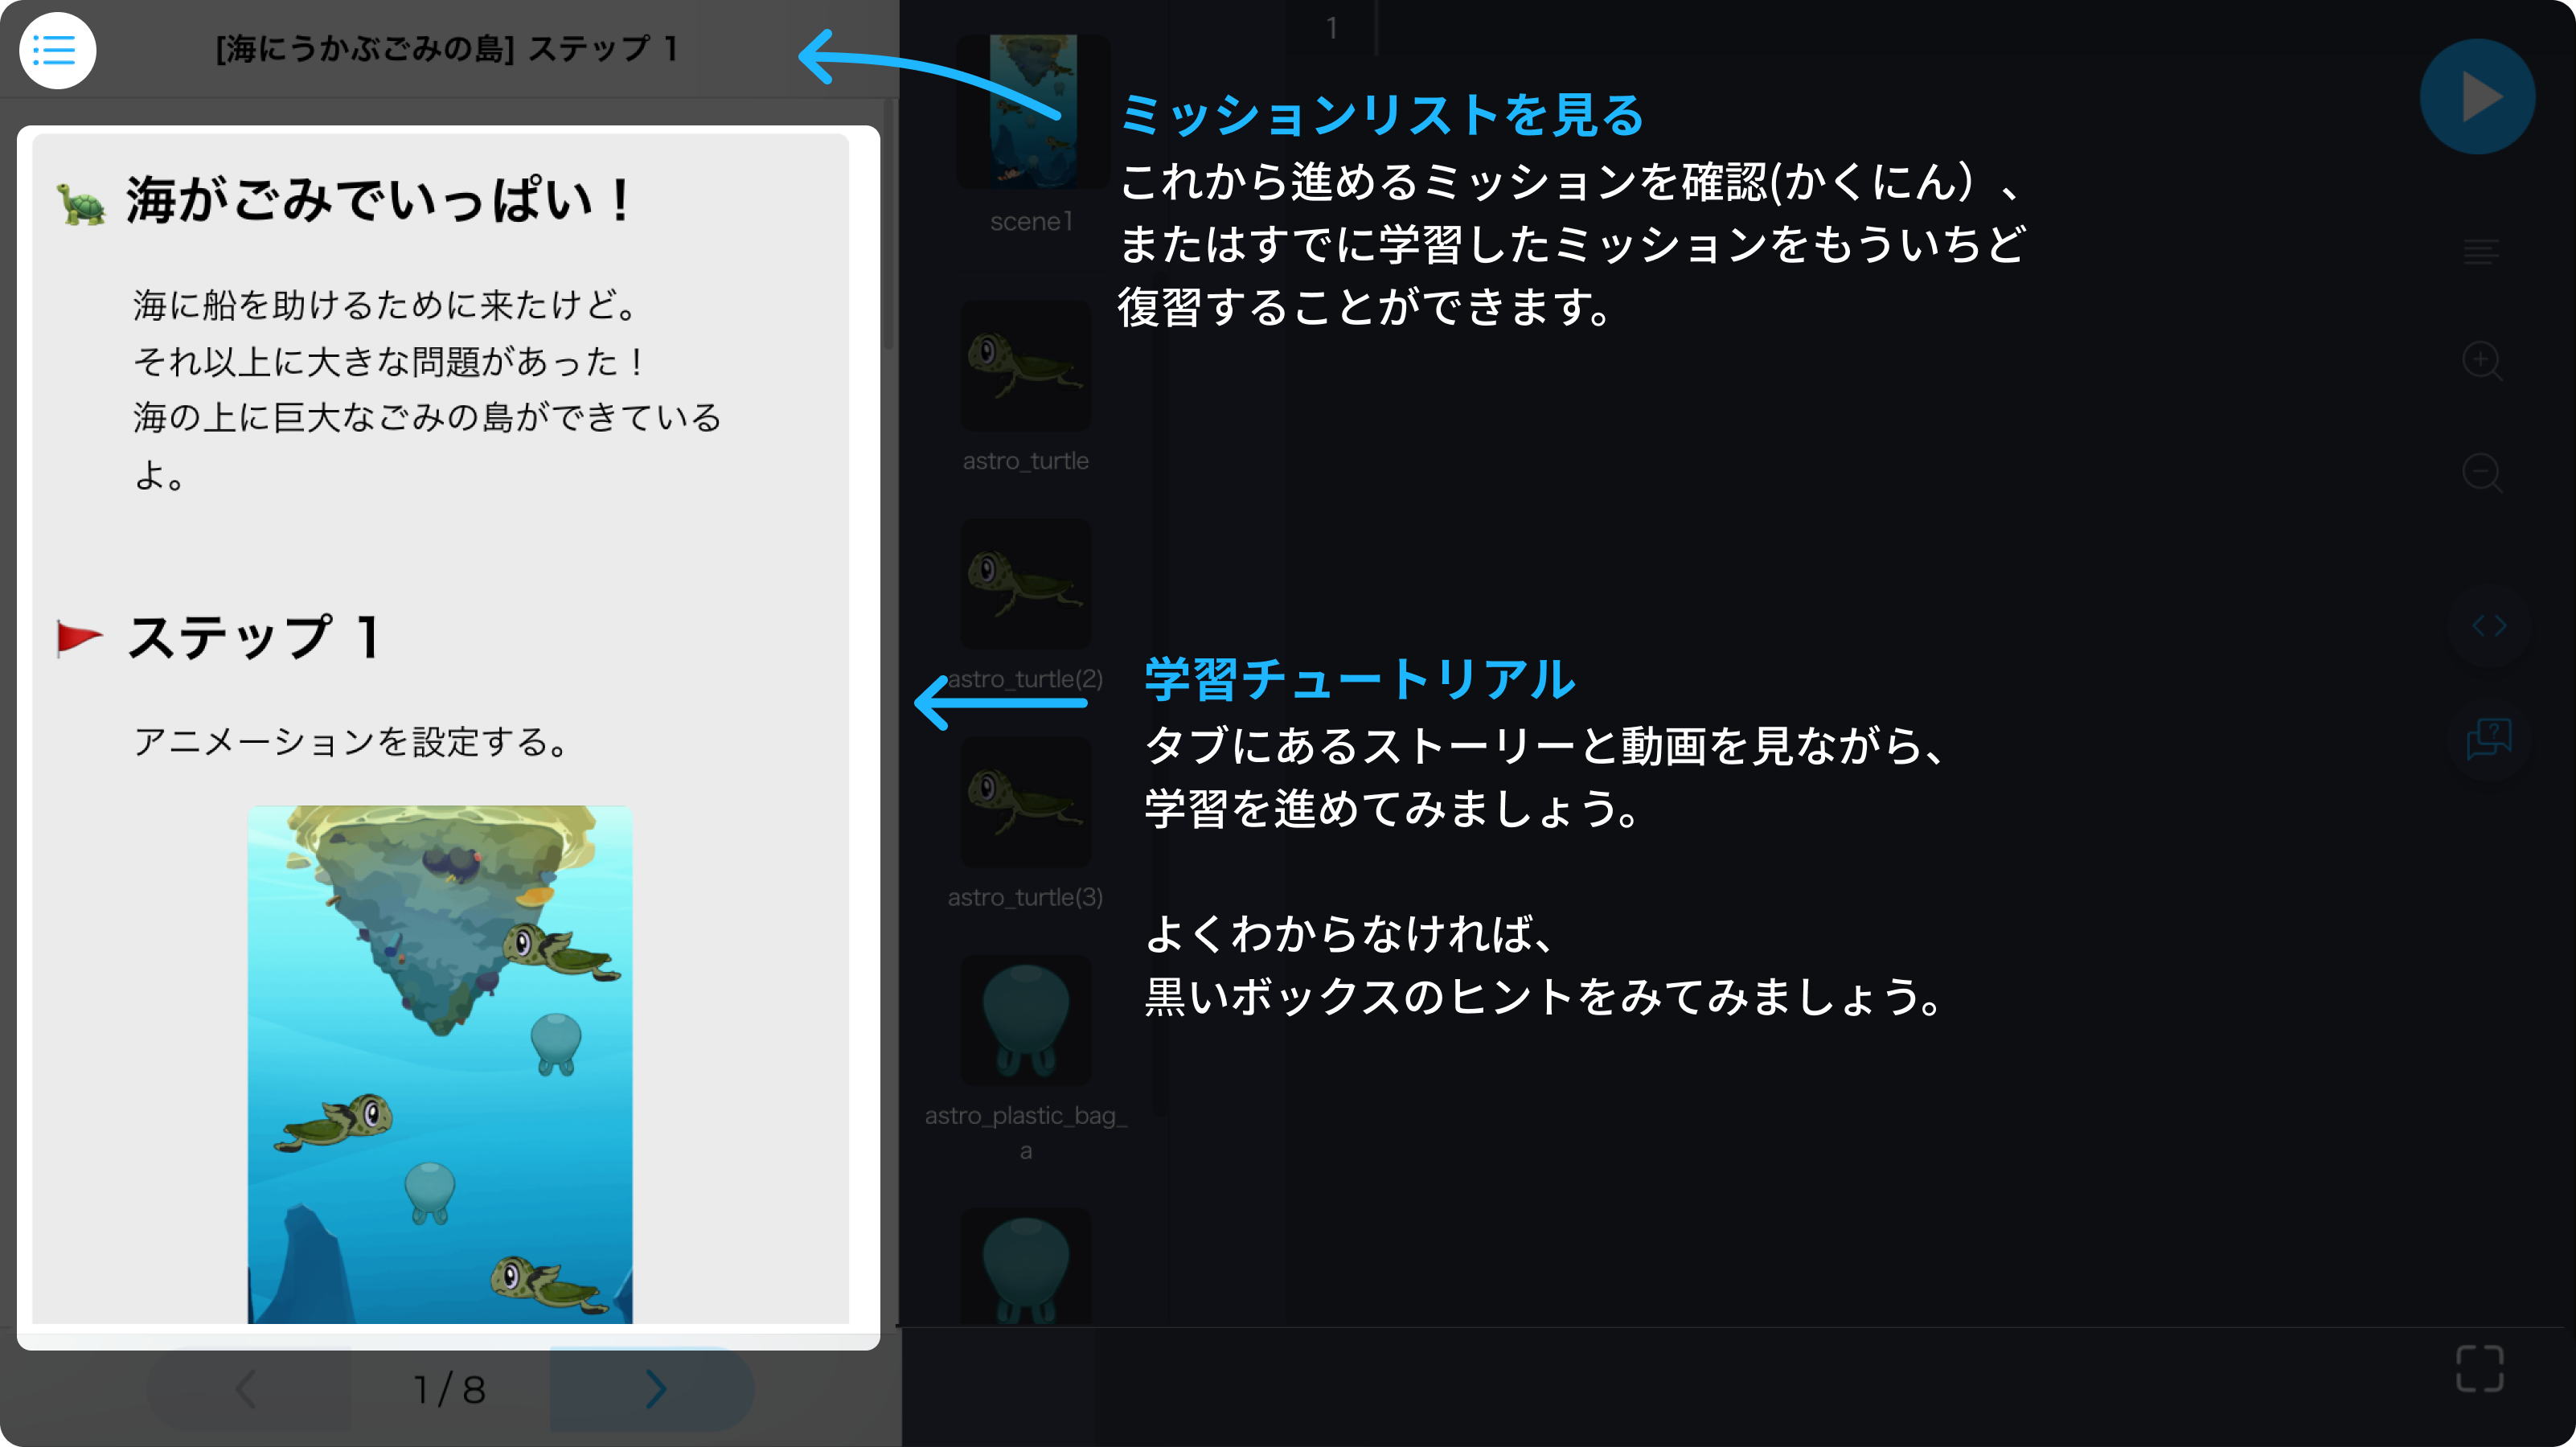 [海にうかぶごみの島] ステップ 1
海がごみでいっぱい！
海に船を助けるために来たけど。
それ以上に大きな問題があった！
海の上に巨大なごみの島ができている
よ。
ステップ 1
アニメーションを設定する。
1 / 8
scene1
astro_turtle
astro_turtle(2)
astro_turtle(3)
astro_plastic_bag_
a
1
ミッションリストを見る
これから進めるミッションを確認(かくにん）、
またはすでに学習したミッションをもういちど
復習することができます。
学習チュートリアル
タブにあるストーリーと動画を見ながら、
学習を進めてみましょう。
よくわからなければ、
黒いボックスのヒントをみてみましょう。